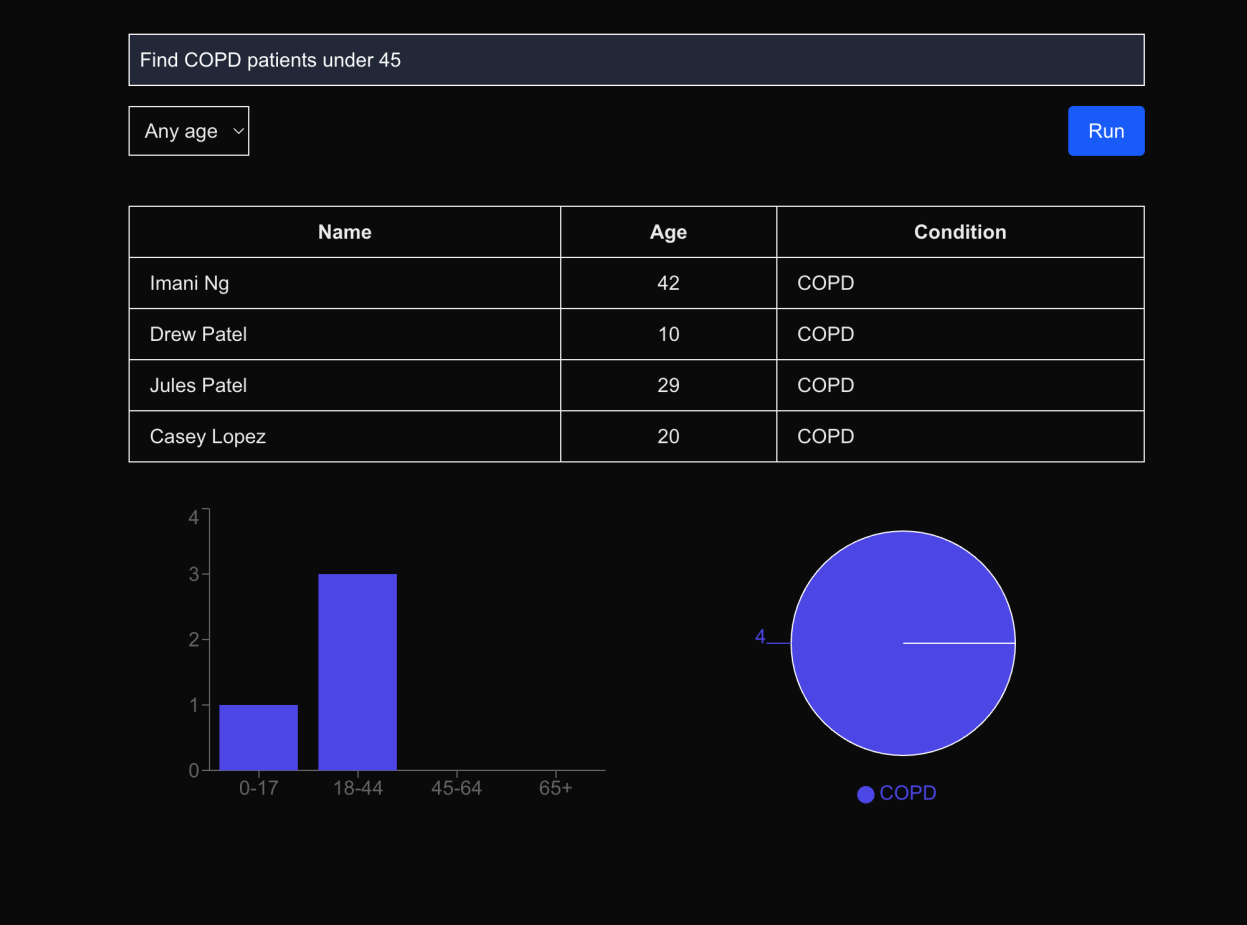 Find COPD patients under 45
Any age
Run
Name Age Condition
Imani Ng 42 COPD
Drew Patel 10 COPD
Jules Patel 29 COPD
Casey Lopez 20 COPD
4
3
2
1
0
0-17 18-44 45-64 65+
4
COPD